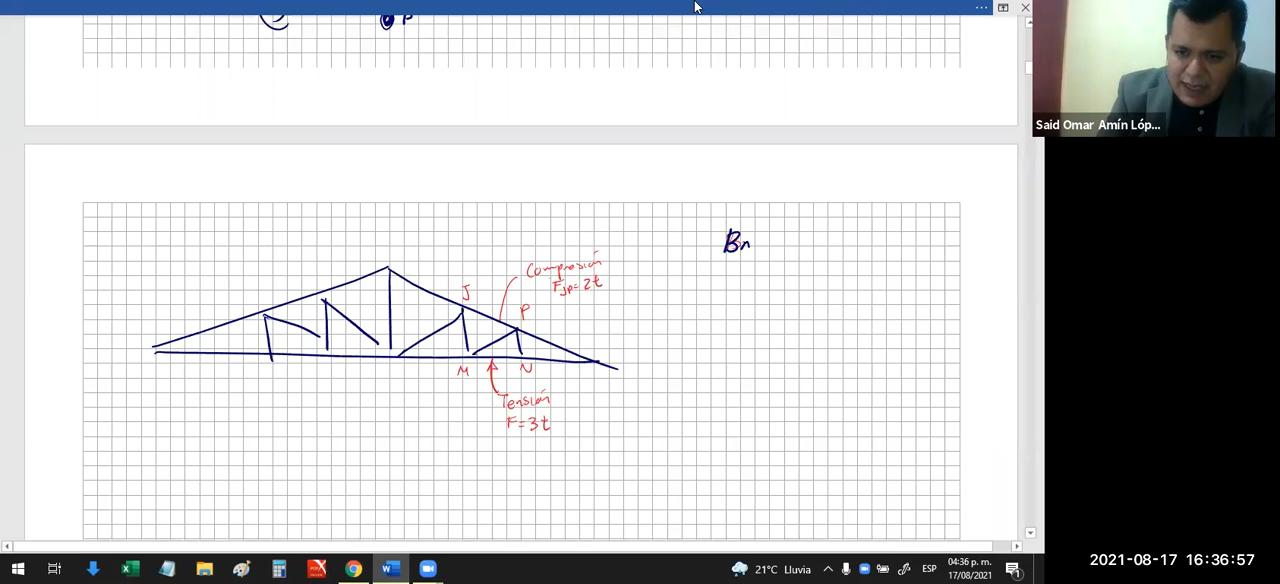 P
Said Omar Amín Lóp...
Bn
Compresión
F_JP = 2t
J
P
M
N
Tensión
F = 3t
21°C Lluvia
ESP
04:36 p. m.
17/08/2021
2021-08-17 16:36:57